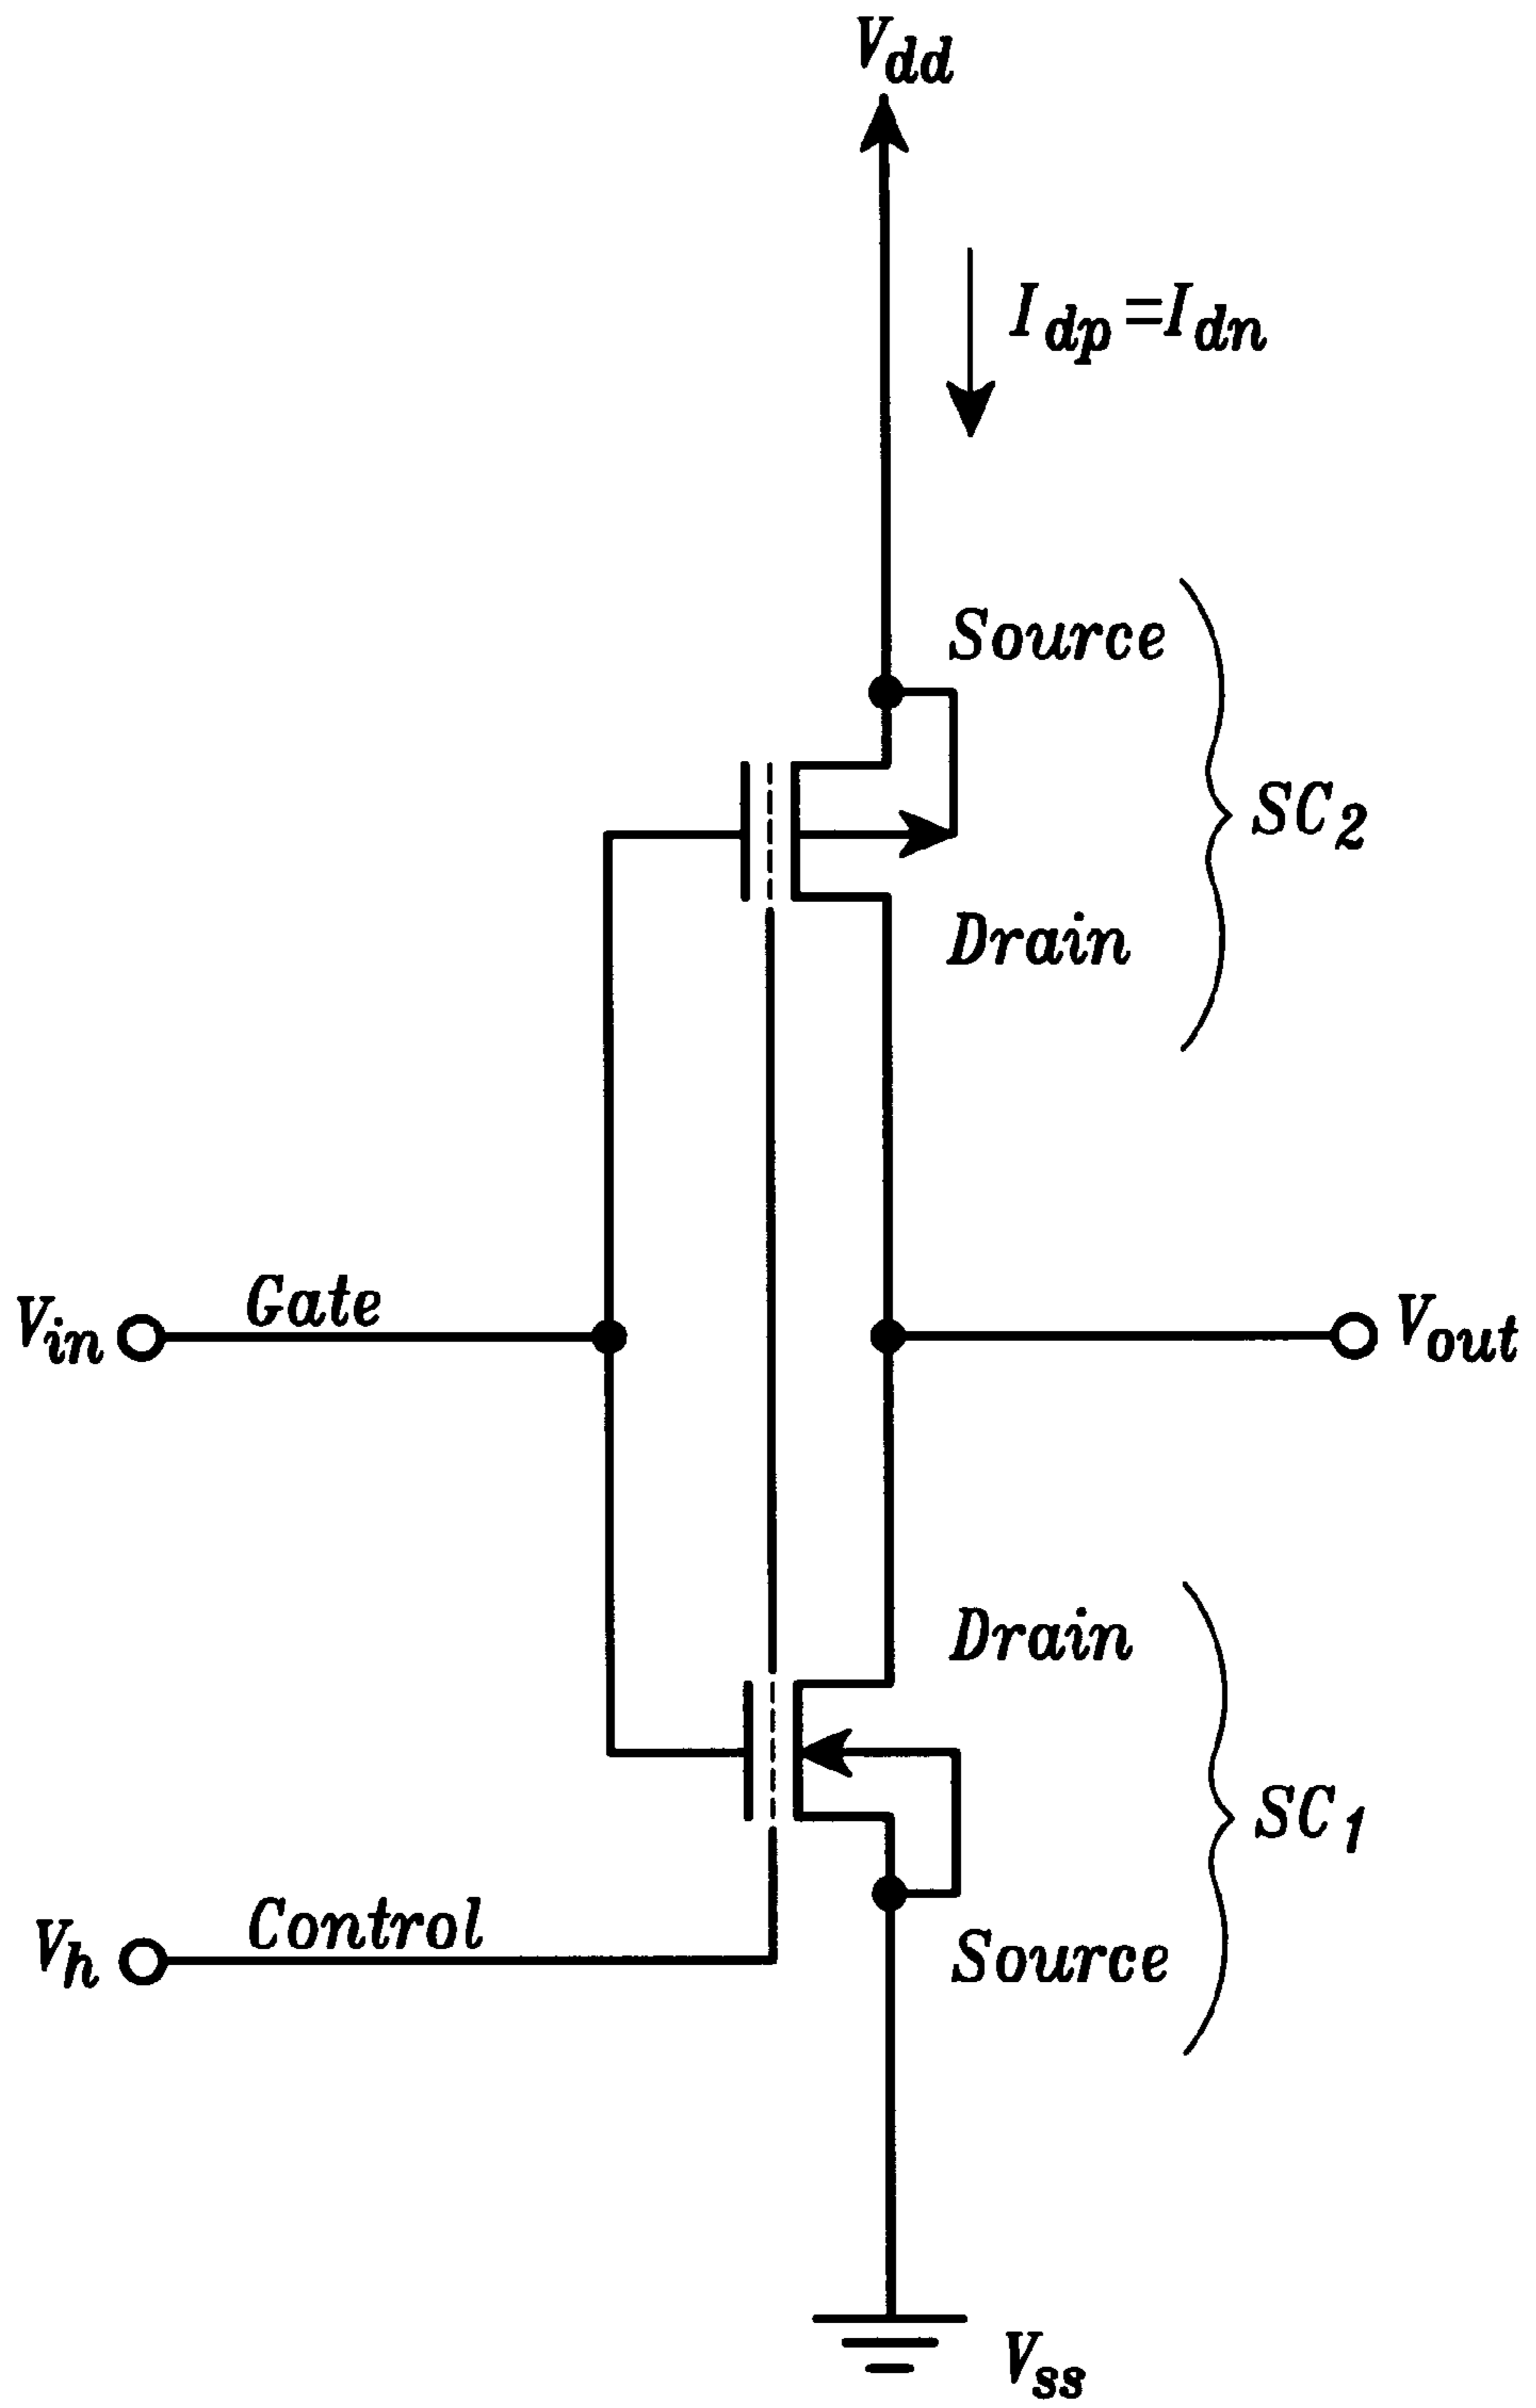 Vdd
Idp=Idn
Source
SC2
Drain
Gate
Vin
Vout
Drain
SC1
Control
Vh
Source
Vss